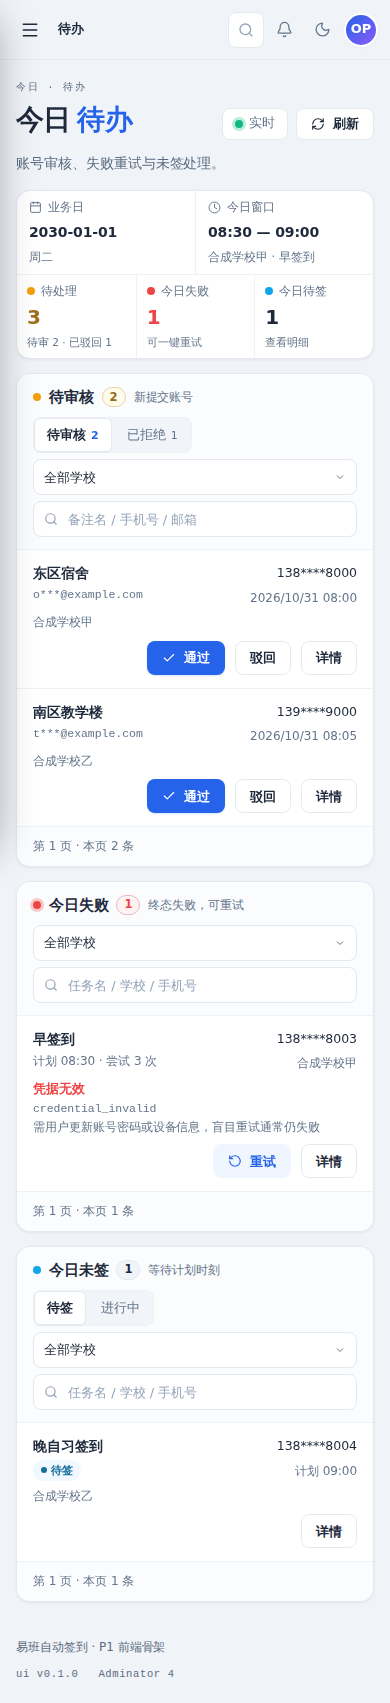 待办
OP
今日 · 待办
今日 待办
实时
刷新
账号审核、失败重试与未签处理。
业务日
2030-01-01
周二
今日窗口
08:30 — 09:00
合成学校甲 · 早签到
待处理
3
待审 2 · 已驳回 1
今日失败
1
可一键重试
今日待签
1
查看明细
待审核 2 新提交账号
待审核 2 已拒绝 1
全部学校
备注名 / 手机号 / 邮箱
东区宿舍 138****8000
o***@example.com 2026/10/31 08:00
合成学校甲
通过 驳回 详情
南区教学楼 139****9000
t***@example.com 2026/10/31 08:05
合成学校乙
通过 驳回 详情
第 1 页 · 本页 2 条
今日失败 1 终态失败，可重试
全部学校
任务名 / 学校 / 手机号
早签到 138****8003
计划 08:30 · 尝试 3 次 合成学校甲
凭据无效
credential_invalid
需用户更新账号密码或设备信息，盲目重试通常仍失败
重试 详情
第 1 页 · 本页 1 条
今日未签 1 等待计划时刻
待签 进行中
全部学校
任务名 / 学校 / 手机号
晚自习签到 138****8004
待签 计划 09:00
合成学校乙
详情
第 1 页 · 本页 1 条
易班自动签到 · P1 前端骨架
ui v0.1.0 Adminator 4